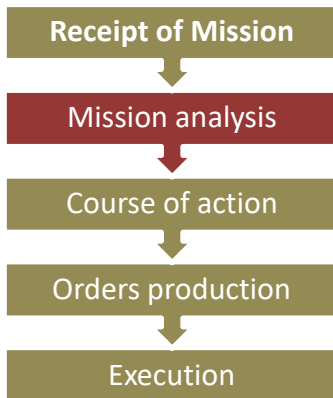 Receipt of Mission
Mission analysis
Course of action
Orders production
Execution